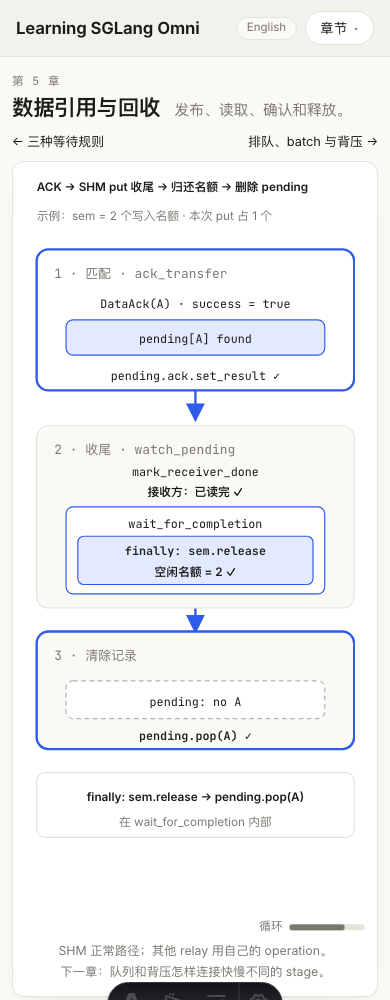 Learning SGLang Omni
English
章节
第 5 章
数据引用与回收 发布、读取、确认和释放。
← 三种等待规则
排队、batch 与背压 →
ACK → SHM put 收尾 → 归还名额 → 删除 pending
示例：sem = 2 个写入名额 · 本次 put 占 1 个
1 · 匹配 · ack_transfer
DataAck(A) · success = true
pending[A] found
pending.ack.set_result ✓
2 · 收尾 · watch_pending
mark_receiver_done
接收方：已读完 ✓
wait_for_completion
finally: sem.release
空闲名额 = 2 ✓
3 · 清除记录
pending: no A
pending.pop(A) ✓
finally: sem.release → pending.pop(A)
在 wait_for_completion 内部
循环
SHM 正常路径；其他 relay 用自己的 operation。
下一章：队列和背压怎样连接快慢不同的 stage。